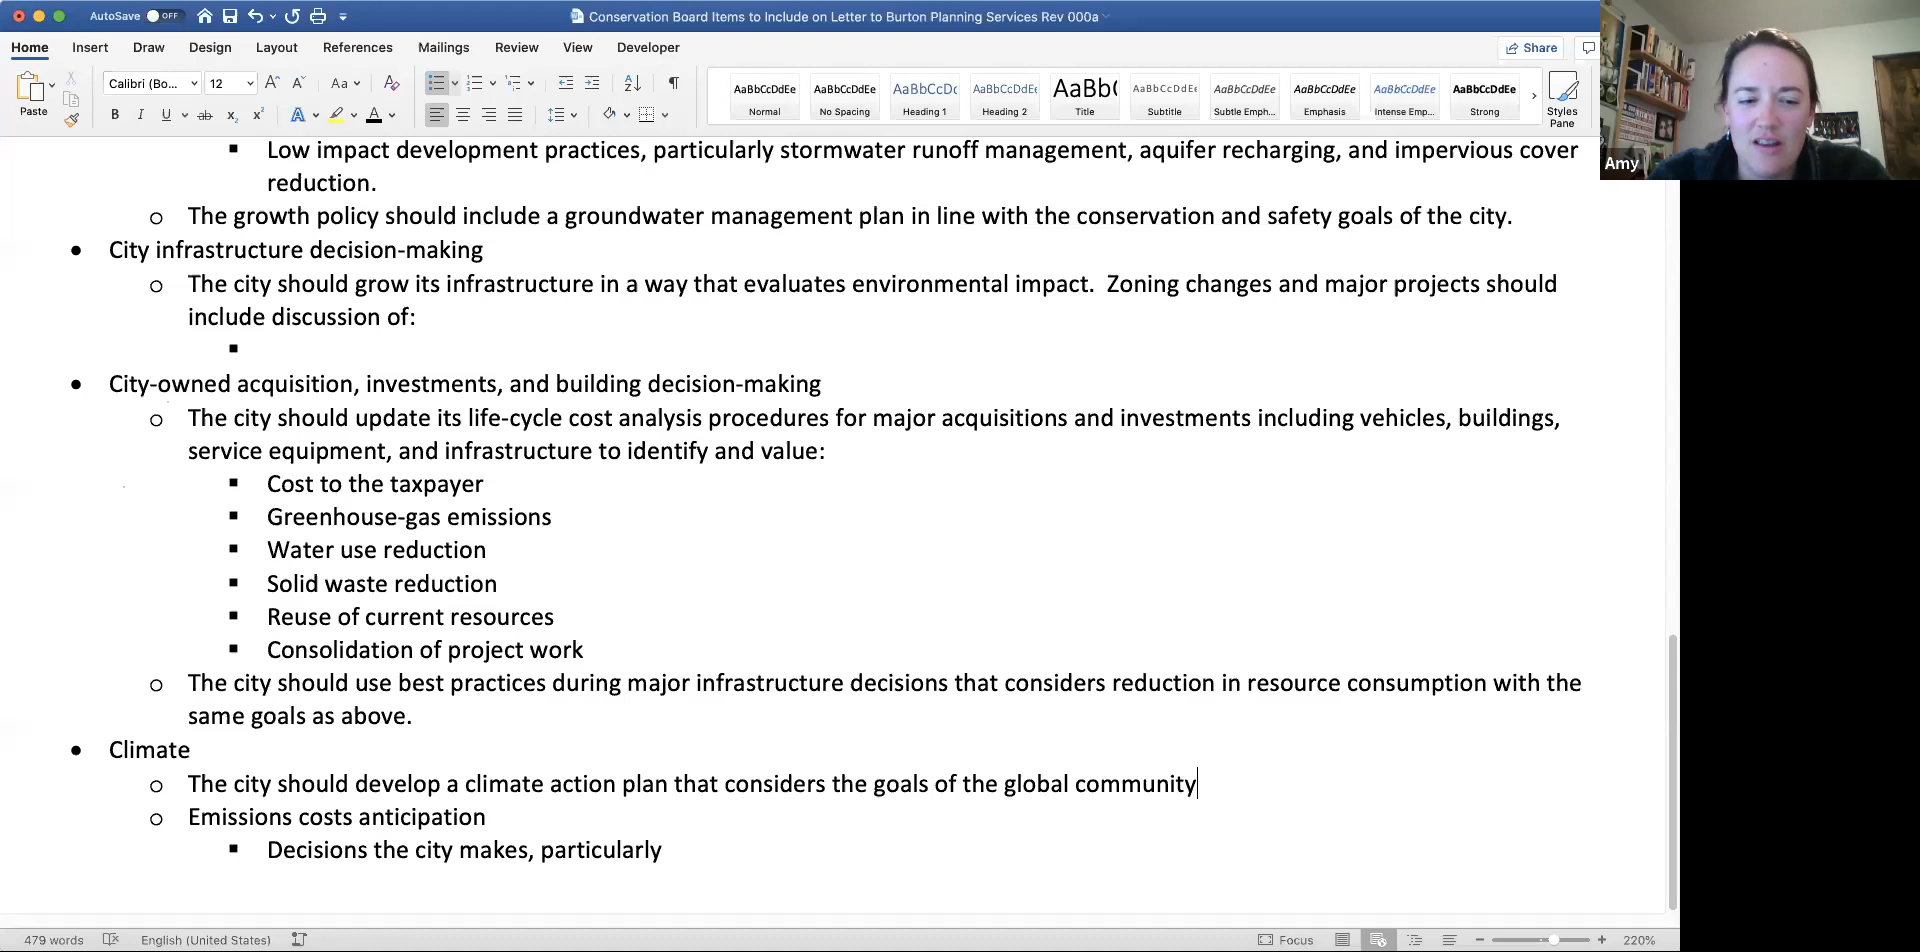 AutoSave OFF
Conservation Board Items to Include on Letter to Burton Planning Services Rev 000a
Home Insert Draw Design Layout References Mailings Review View Developer Share
Paste Calibri (Bo... 12 A A Aa A
B I U ab x2 x2 A A
AaBbCcDdEe AaBbCcDdEe AaBbCcDc AaBbCcDdEe AaBb( AaBbCcDdEe AaBbCcDdEe AaBbCcDdEe AaBbCcDdEe AaBbCcDdEe
Normal No Spacing Heading 1 Heading 2 Title Subtitle Subtle Emph... Emphasis Intense Emp... Strong
Styles
Pane
Amy
▪ Low impact development practices, particularly stormwater runoff management, aquifer recharging, and impervious cover
reduction.
o The growth policy should include a groundwater management plan in line with the conservation and safety goals of the city.
• City infrastructure decision-making
o The city should grow its infrastructure in a way that evaluates environmental impact.  Zoning changes and major projects should
include discussion of:
▪
• City-owned acquisition, investments, and building decision-making
o The city should update its life-cycle cost analysis procedures for major acquisitions and investments including vehicles, buildings,
service equipment, and infrastructure to identify and value:
▪ Cost to the taxpayer
▪ Greenhouse-gas emissions
▪ Water use reduction
▪ Solid waste reduction
▪ Reuse of current resources
▪ Consolidation of project work
o The city should use best practices during major infrastructure decisions that considers reduction in resource consumption with the
same goals as above.
• Climate
o The city should develop a climate action plan that considers the goals of the global community
o Emissions costs anticipation
▪ Decisions the city makes, particularly
479 words English (United States) Focus 220%